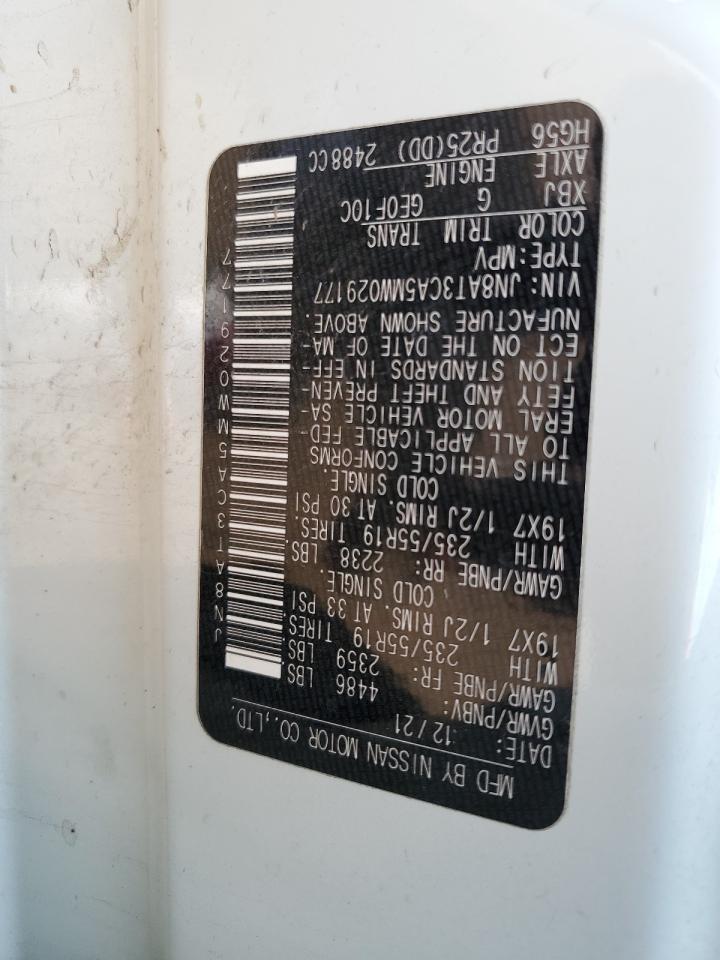 MFD BY NISSAN MOTOR CO.,LTD.
DATE: 12/21
GVWR/PNBV: 4486 LBS
GAWR/PNBE FR: 2359 LBS
WITH 235/55R19 TIRES.
19X7 1/2J RIMS. AT 33 PSI
COLD SINGLE.
GAWR/PNBE RR: 2238 LBS.
WITH 235/55R19 TIRES.
19X7 1/2J RIMS. AT 30 PSI
COLD SINGLE.
THIS VEHICLE CONFORMS
TO ALL APPLICABLE FED-
ERAL MOTOR VEHICLE SA-
FETY AND THEFT PREVEN-
TION STANDARDS IN EFF-
ECT ON THE DATE OF MA-
NUFACTURE SHOWN ABOVE.
VIN: JN8AT3CA5MW029177
TYPE:MPV
COLOR TRIM TRANS
XBJ G GE0F10C
AXLE ENGINE
HG56 PR25(DD) 2488CC
JN8AT3CA5MW029177